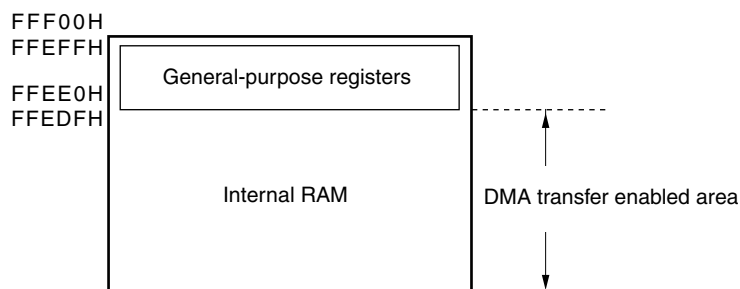 FFF00H
FFEFFH
General-purpose registers
FFEE0H
FFEDFH
Internal RAM
DMA transfer enabled area